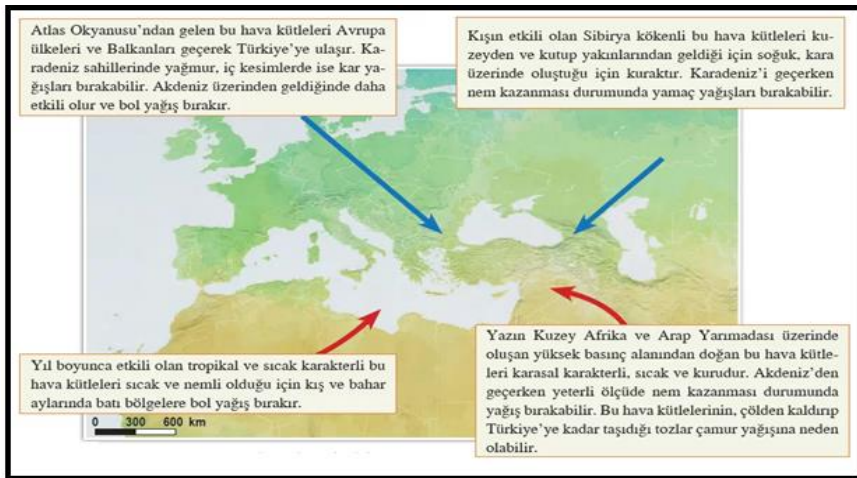 Atlas Okyanusu’ndan gelen bu hava kütleleri Avrupa
ülkeleri ve Balkanları geçerek Türkiye’ye ulaşır. Ka-
radeniz sahillerinde yağmur, iç kesimlerde ise kar ya-
ğışları bırakabilir. Akdeniz üzerinden geldiğinde daha
etkili olur ve bol yağış bırakır.
Kışın etkili olan Sibirya kökenli bu hava kütleleri ku-
zeyden ve kutup yakınlarından geldiği için soğuk, kara
üzerinde oluştuğu için kuraktır. Karadeniz’i geçerken
nem kazanması durumunda yamaç yağışları bırakabilir.
Yıl boyunca etkili olan tropikal ve sıcak karakterli bu
hava kütleleri sıcak ve nemli olduğu için kış ve bahar
aylarında batı bölgelere bol yağış bırakır.
0 300 600 km
Yazın Kuzey Afrika ve Arap Yarımadası üzerinde
oluşan yüksek basınç alanından doğan bu hava kütle-
leri karasal karakterli, sıcak ve kurudur. Akdeniz’den
geçerken yeterli ölçüde nem kazanması durumunda
yağış bırakabilir. Bu hava kütlelerinin, çölden kaldırıp
Türkiye’ye kadar taşıdığı tozlar çamur yağışına neden
olabilir.